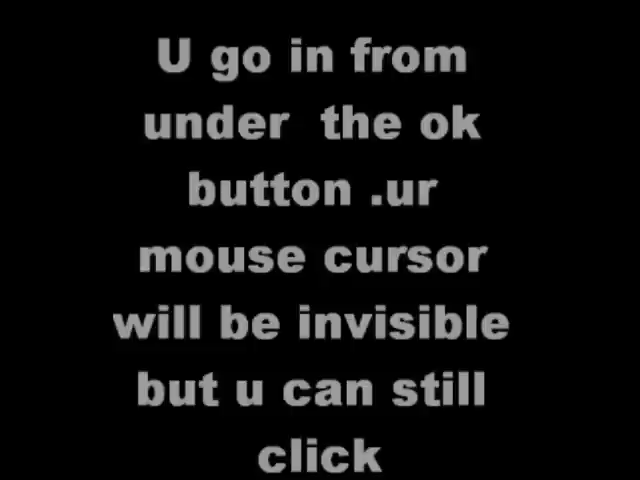 U go in from
under  the ok
button .ur
mouse cursor
will be invisible
but u can still
click